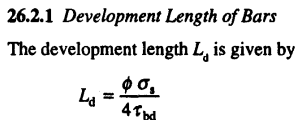 26.2.1 Development Length of Bars
The development length L_d is given by
L_d = φ σ_s / 4 τ_bd